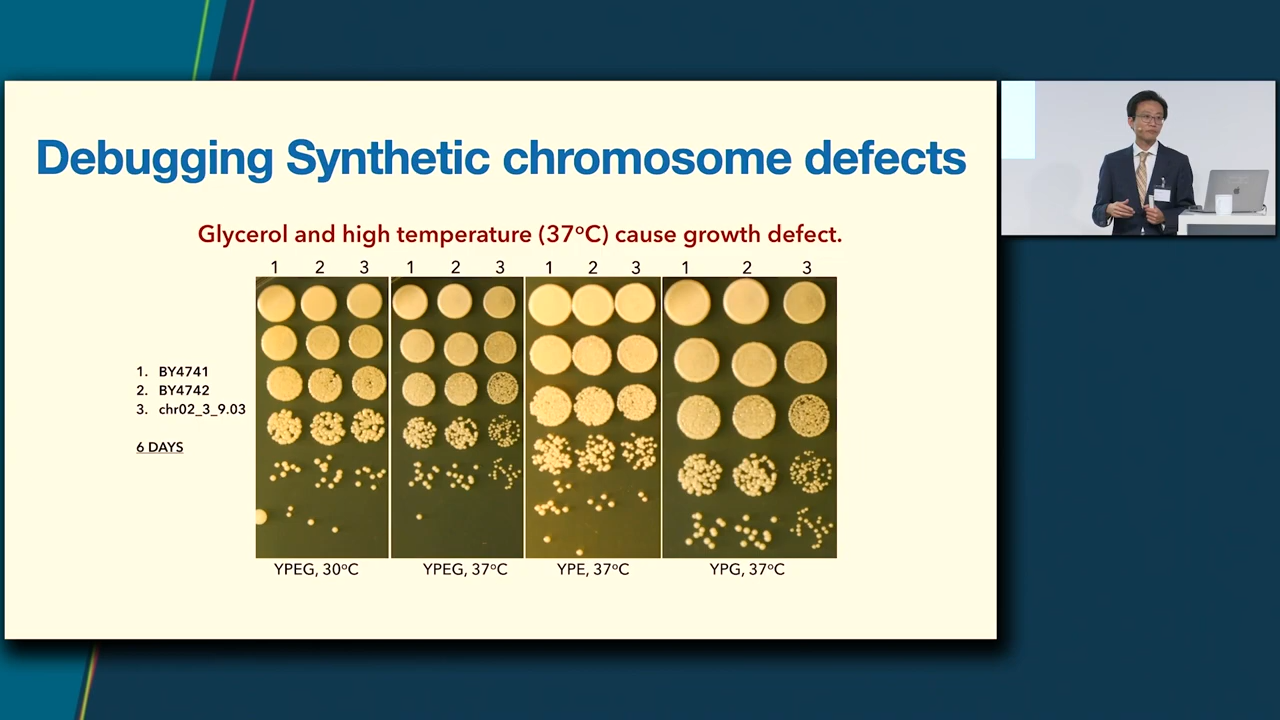 Debugging Synthetic chromosome defects
Glycerol and high temperature (37°C) cause growth defect.
1 2 3 1 2 3 1 2 3 1 2 3
1. BY4741
2. BY4742
3. chr02_3_9.03
6 DAYS
YPEG, 30°C YPEG, 37°C YPE, 37°C YPG, 37°C